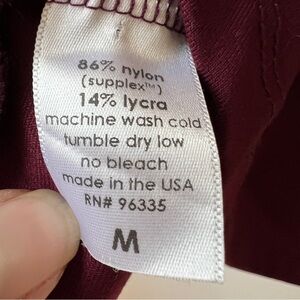 86% nylon
(supplex™)
14% lycra
machine wash cold
tumble dry low
no bleach
made in the USA
RN# 96335
M